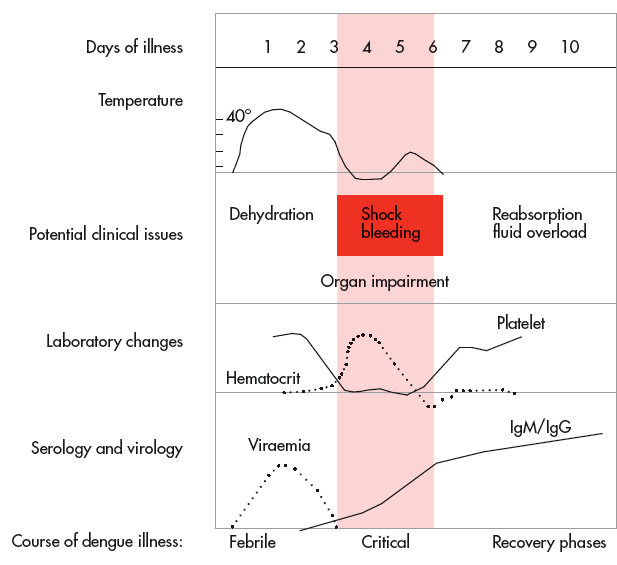 Days of illness 1 2 3 4 5 6 7 8 9 10
Temperature
40°
Potential clinical issues
Dehydration
Shock
bleeding
Reabsorption
fluid overload
Organ impairment
Laboratory changes
Platelet
Hematocrit
Serology and virology
Viraemia
IgM/IgG
Course of dengue illness: Febrile Critical Recovery phases